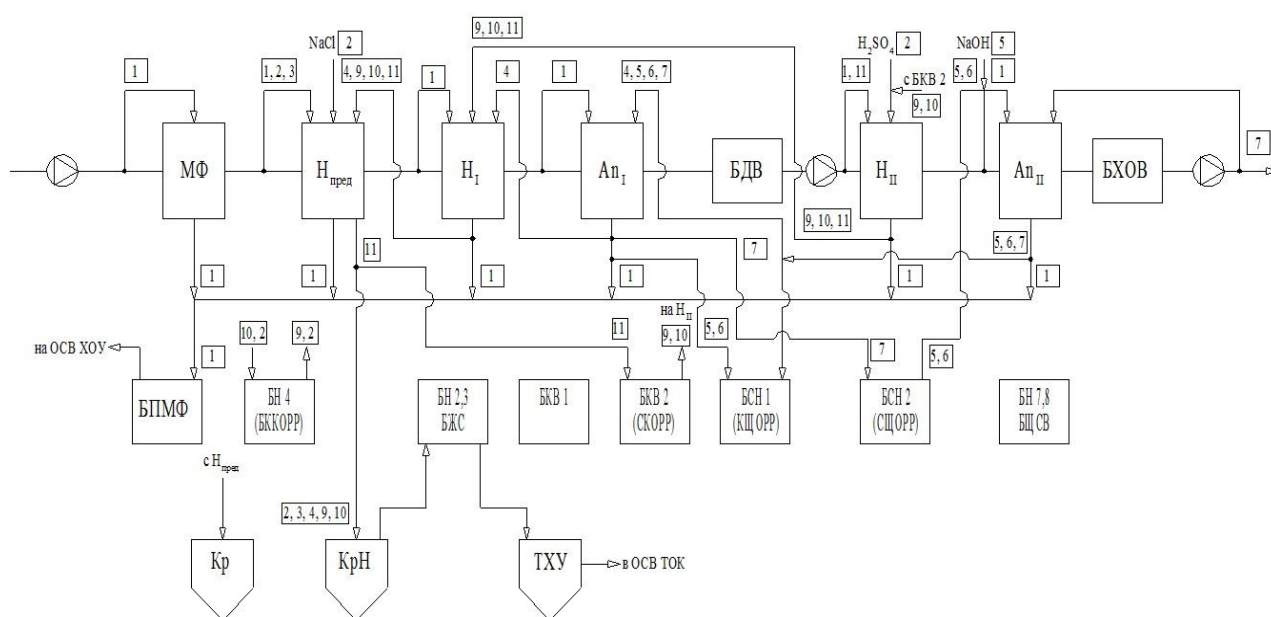 9, 10, 11
H₂SO₄ 2
NaOH 5
NaCl 2
1
1, 2, 3
4, 9, 10, 11
1
4
1
4, 5, 6, 7
1, 11
с БКВ 2
9, 10
5, 6
1
7
МФ
Нпред
НI
АпI
БДВ
НII
АпII
БХОВ
9, 10, 11
11
7
5, 6, 7
1
1
1
1
1
1
на НII
9, 10
на ОСВ ХОУ
1
10, 2
9, 2
11
5, 6
7
5, 6
БПМФ
БН 4
(БККОРР)
БН 2,3
БЖС
БКВ 1
БКВ 2
(СКОРР)
БСН 1
(КЩОРР)
БСН 2
(СЩОРР)
БН 7,8
БЩСВ
с Нпред
2, 3, 4, 9, 10
Кр
КрН
ТХУ
в ОСВ ТОК